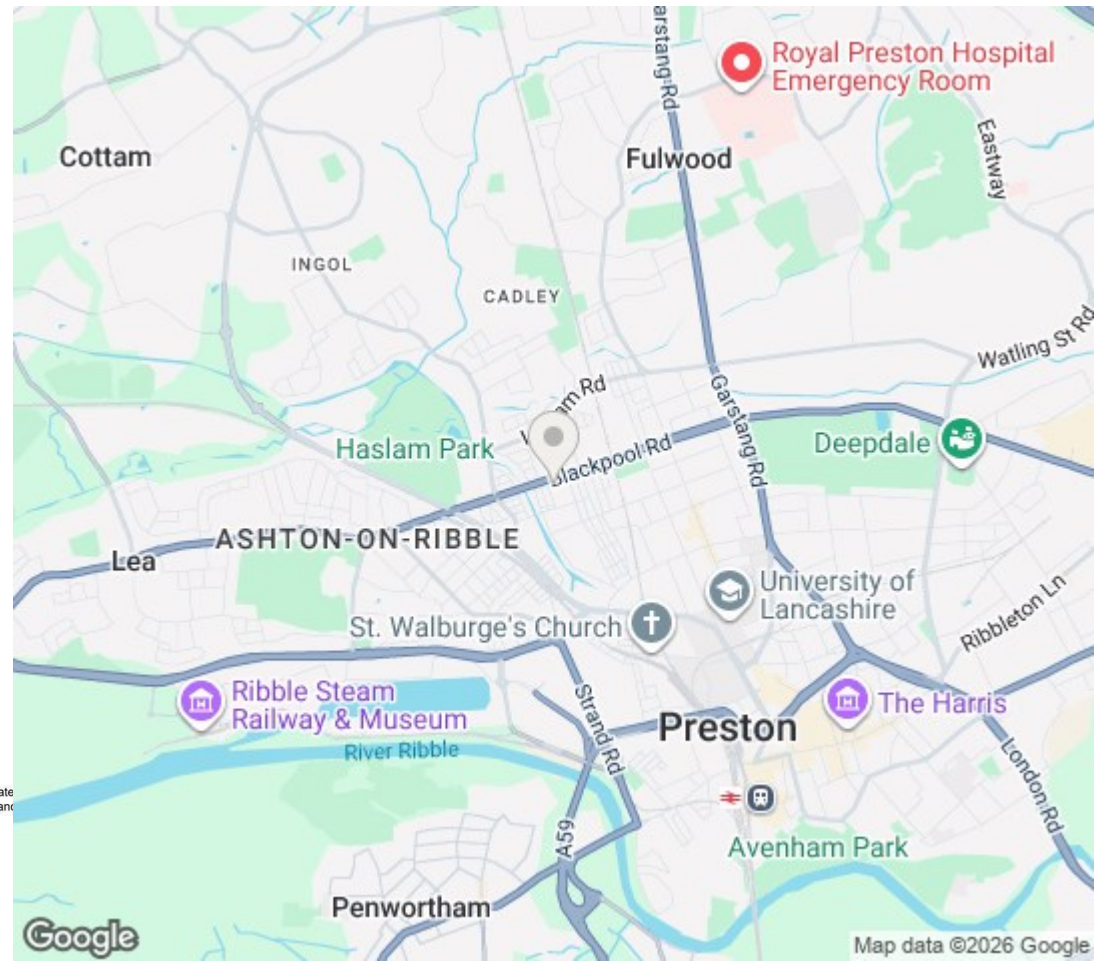 Garstang Rd
Royal Preston Hospital
Emergency Room
Cottam
Fulwood
Eastway
INGOL
CADLEY
Watling St Rd
Garstang Rd
Haslam Park
Blackpool Rd
Deepdale
ASHTON-ON-RIBBLE
Lea
University of
Lancashire
St. Walburge's Church
Ribbleton Ln
Ribble Steam
Railway & Museum
Strand Rd
The Harris
Preston
River Ribble
London Rd
A59
Avenham Park
Penwortham
Google
Map data ©2026 Google